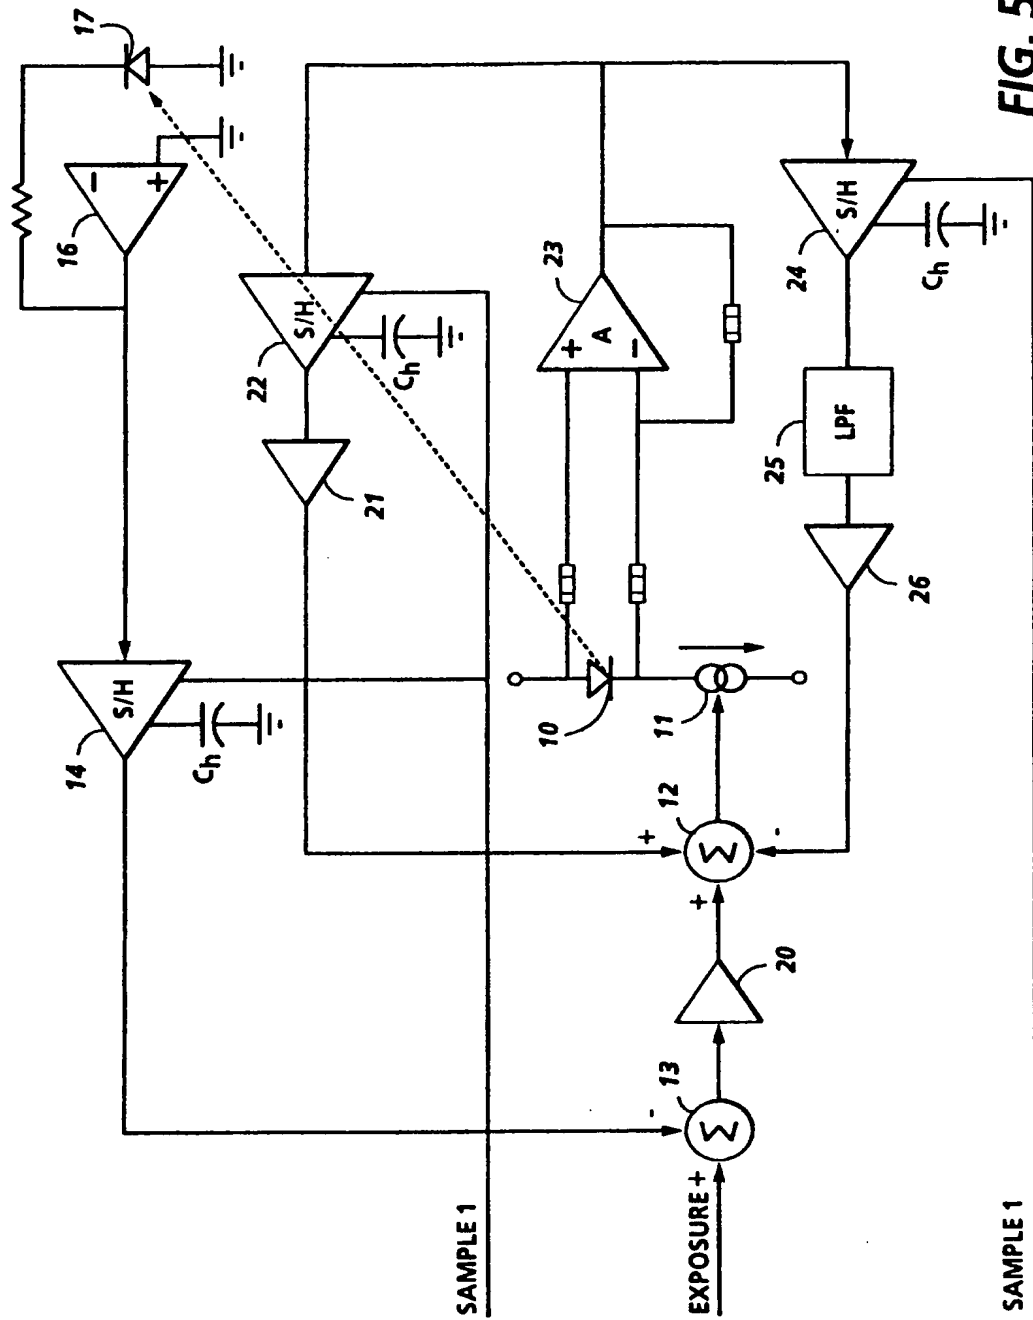 FIG. 5
17
-
+
16
S/H
22
Ch
21
S/H
14
Ch
23
+
A
-
S/H
24
Ch
LPF
25
26
10
11
12
+
Σ
-
+
20
13
-
Σ
EXPOSURE +
SAMPLE 1
SAMPLE 1